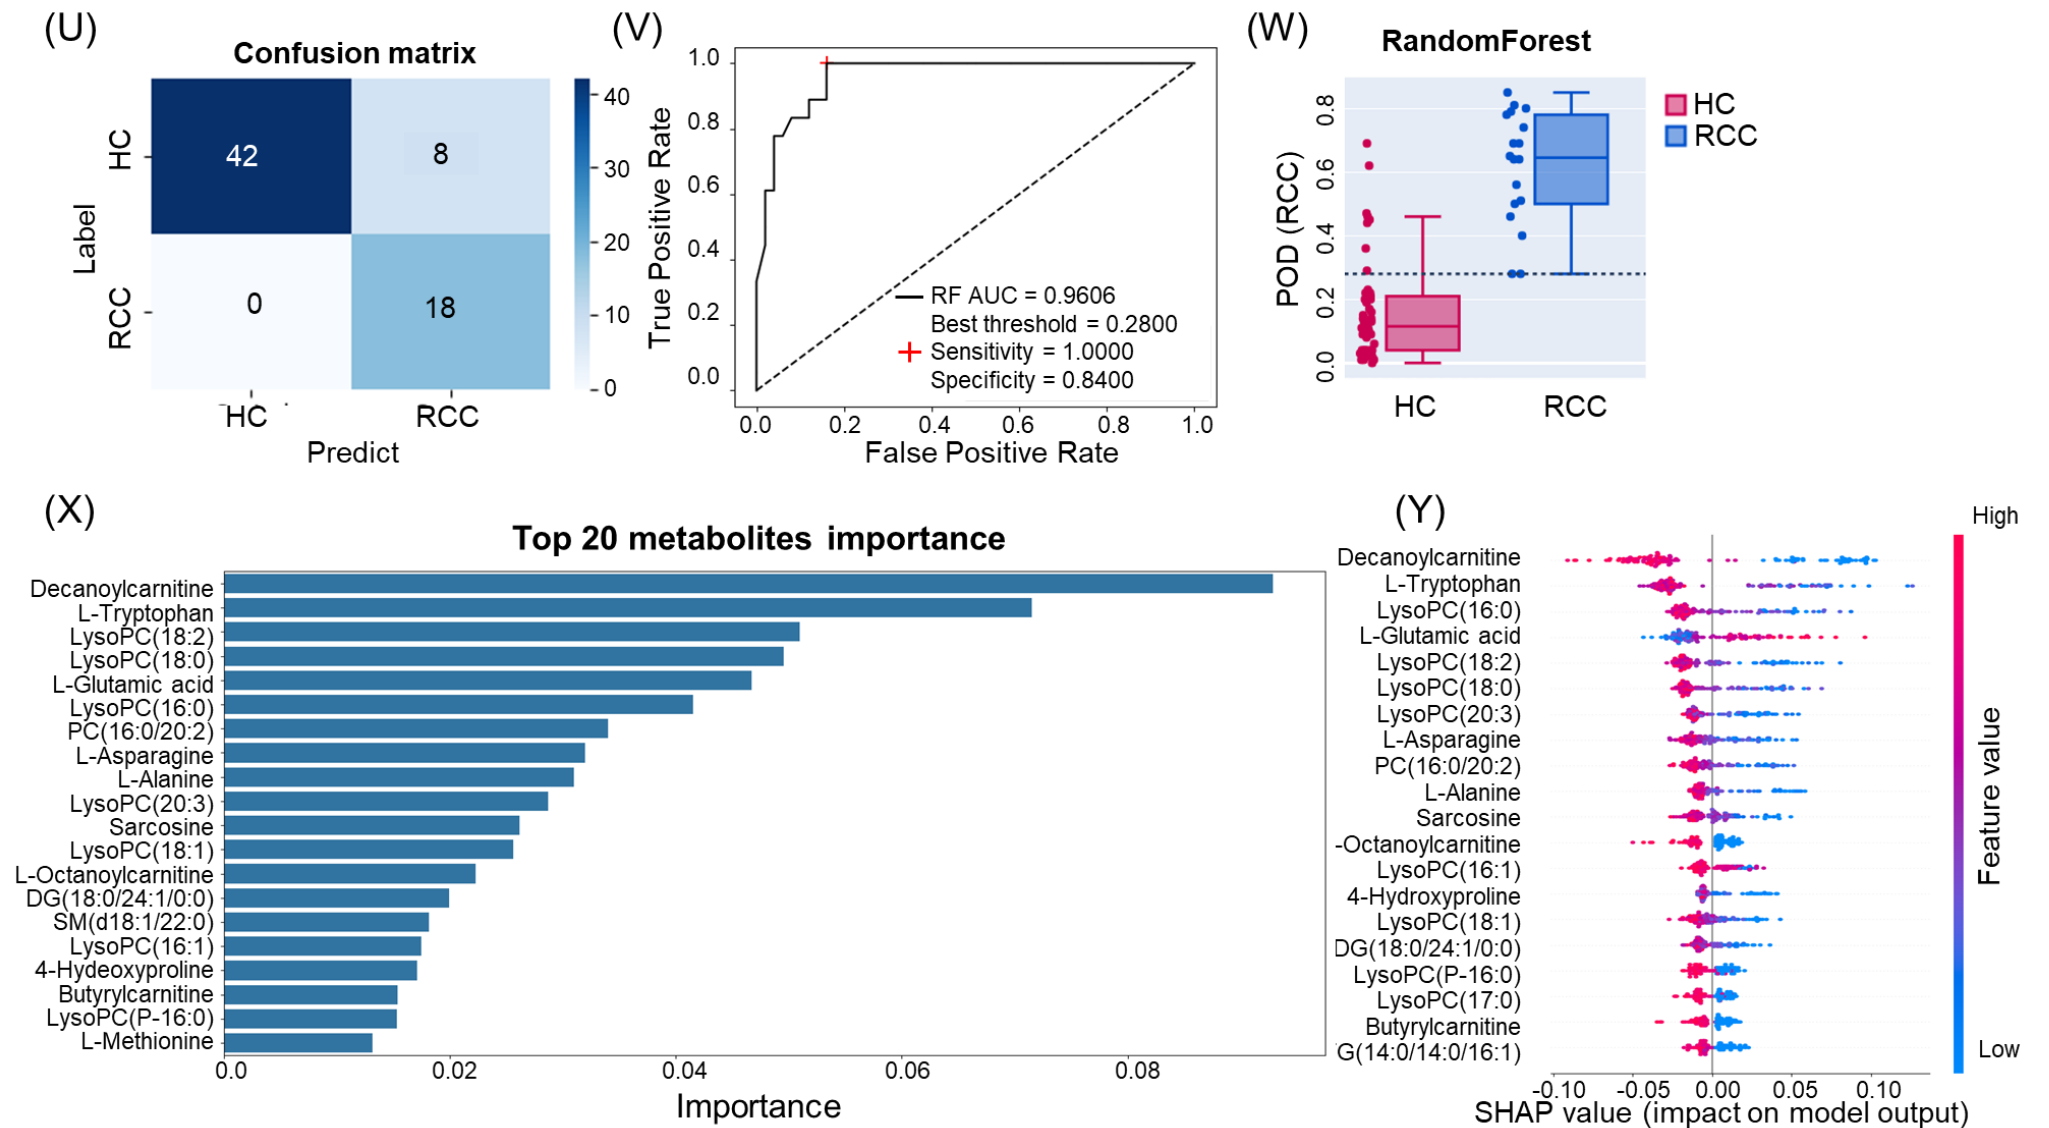 (U)
Confusion matrix
42
8
0
18
HC
RCC
Label
HC
RCC
Predict
40
30
20
10
0
(V)
1.0
0.8
0.6
0.4
0.2
0.0
True Positive Rate
RF AUC = 0.9606
Best threshold = 0.2800
Sensitivity = 1.0000
Specificity = 0.8400
0.0 0.2 0.4 0.6 0.8 1.0
False Positive Rate
(W)
RandomForest
HC
RCC
0.8
0.6
0.4
0.2
0.0
POD (RCC)
HC RCC
(X)
Top 20 metabolites importance
Decanoylcarnitine
L-Tryptophan
LysoPC(18:2)
LysoPC(18:0)
L-Glutamic acid
LysoPC(16:0)
PC(16:0/20:2)
L-Asparagine
L-Alanine
LysoPC(20:3)
Sarcosine
LysoPC(18:1)
L-Octanoylcarnitine
DG(18:0/24:1/0:0)
SM(d18:1/22:0)
LysoPC(16:1)
4-Hydeoxyproline
Butyrylcarnitine
LysoPC(P-16:0)
L-Methionine
0.0 0.02 0.04 0.06 0.08
Importance
(Y)
Decanoylcarnitine
L-Tryptophan
LysoPC(16:0)
L-Glutamic acid
LysoPC(18:2)
LysoPC(18:0)
LysoPC(20:3)
L-Asparagine
PC(16:0/20:2)
L-Alanine
Sarcosine
-Octanoylcarnitine
LysoPC(16:1)
4-Hydroxyproline
LysoPC(18:1)
DG(18:0/24:1/0:0)
LysoPC(P-16:0)
LysoPC(17:0)
Butyrylcarnitine
G(14:0/14:0/16:1)
-0.10 -0.05 0.00 0.05 0.10
SHAP value (impact on model output)
High
Feature value
Low